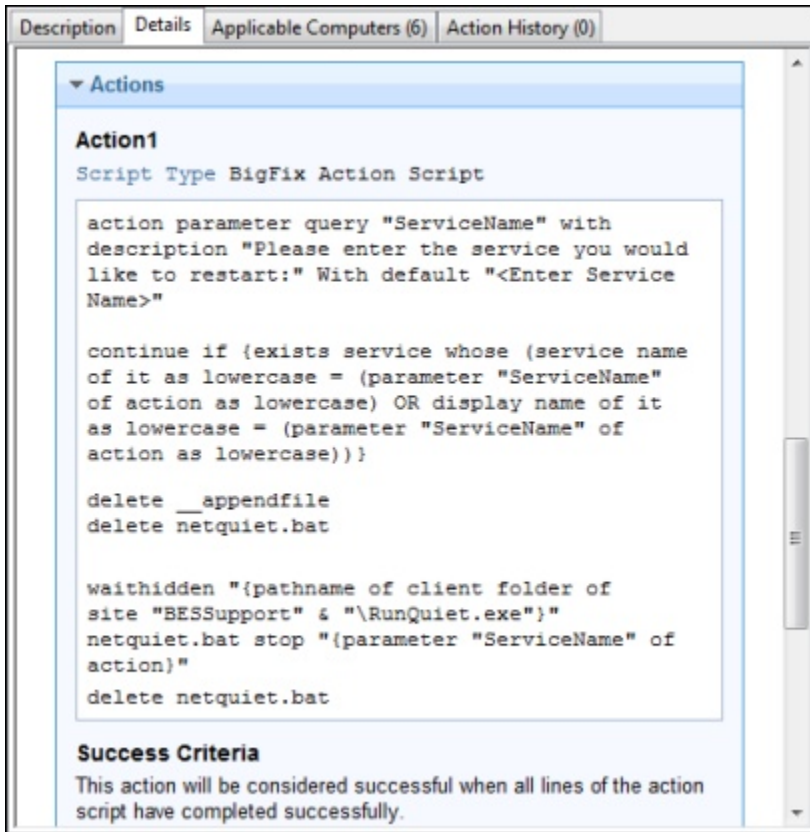 Description Details Applicable Computers (6) Action History (0)
Actions
Action1
Script Type BigFix Action Script
action parameter query "ServiceName" with
description "Please enter the service you would
like to restart:" With default "<Enter Service
Name>"
continue if {exists service whose (service name
of it as lowercase = (parameter "ServiceName"
of action as lowercase) OR display name of it
as lowercase = (parameter "ServiceName" of
action as lowercase))}
delete __appendfile
delete netquiet.bat
waithidden "{pathname of client folder of
site "BESSupport" & "\RunQuiet.exe"}"
netquiet.bat stop "{parameter "ServiceName" of
action}"
delete netquiet.bat
Success Criteria
This action will be considered successful when all lines of the action
script have completed successfully.